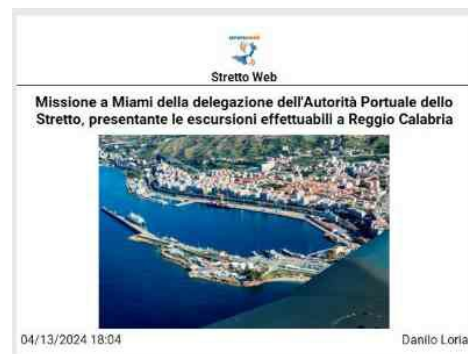 strettoweb
Stretto Web
Missione a Miami della delegazione dell'Autorità Portuale dello
Stretto, presentante le escursioni effettuabili a Reggio Calabria
04/13/2024 18:04
Danilo Loria